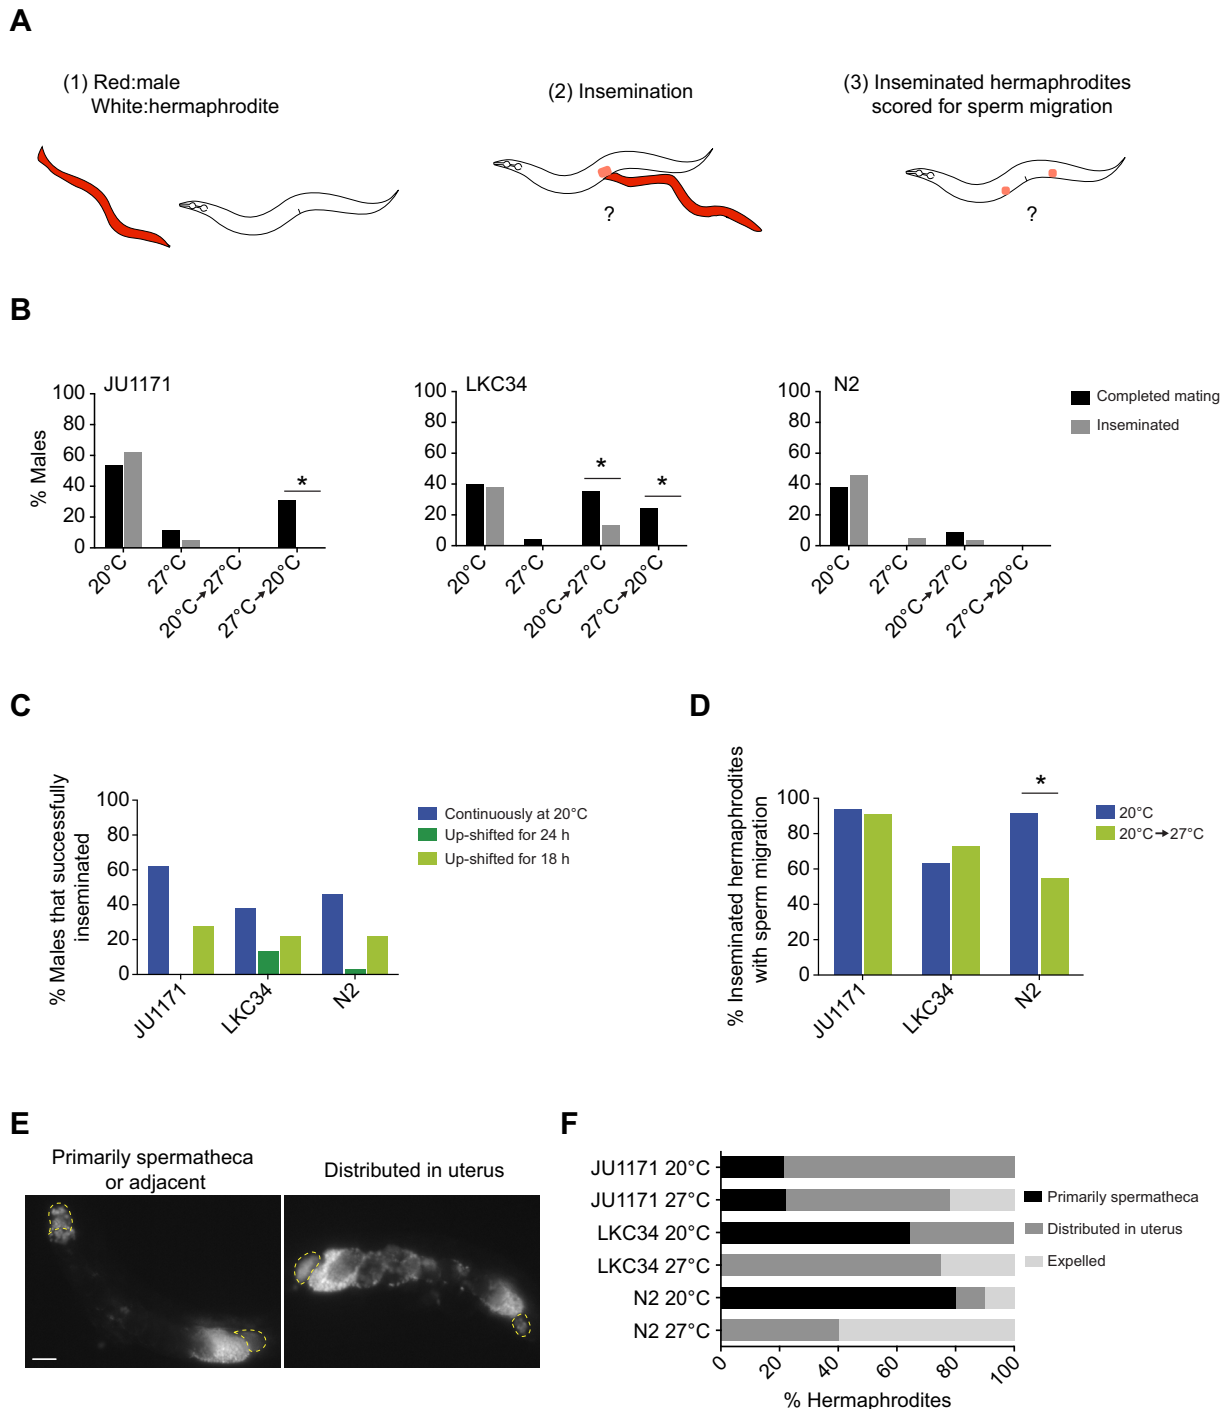 A
(1) Red:male
White:hermaphrodite
(2) Insemination
(3) Inseminated hermaphrodites
scored for sperm migration
?
?
B
JU1171
LKC34
N2
% Males
100
80
60
40
20
0
*
20°C
27°C
20°C→27°C
27°C→20°C
100
80
60
40
20
0
*
*
20°C
27°C
20°C→27°C
27°C→20°C
100
80
60
40
20
0
20°C
27°C
20°C→27°C
27°C→20°C
Completed mating
Inseminated
C
% Males that successfully
inseminated
100
80
60
40
20
0
JU1171
LKC34
N2
Continuously at 20°C
Up-shifted for 24 h
Up-shifted for 18 h
D
% Inseminated hermaphrodites
with sperm migration
100
80
60
40
20
0
*
JU1171
LKC34
N2
20°C
20°C→27°C
E
Primarily spermatheca
or adjacent
Distributed in uterus
F
JU1171 20°C
JU1171 27°C
LKC34 20°C
LKC34 27°C
N2 20°C
N2 27°C
0
20
40
60
80
100
% Hermaphrodites
Primarily spermatheca
Distributed in uterus
Expelled